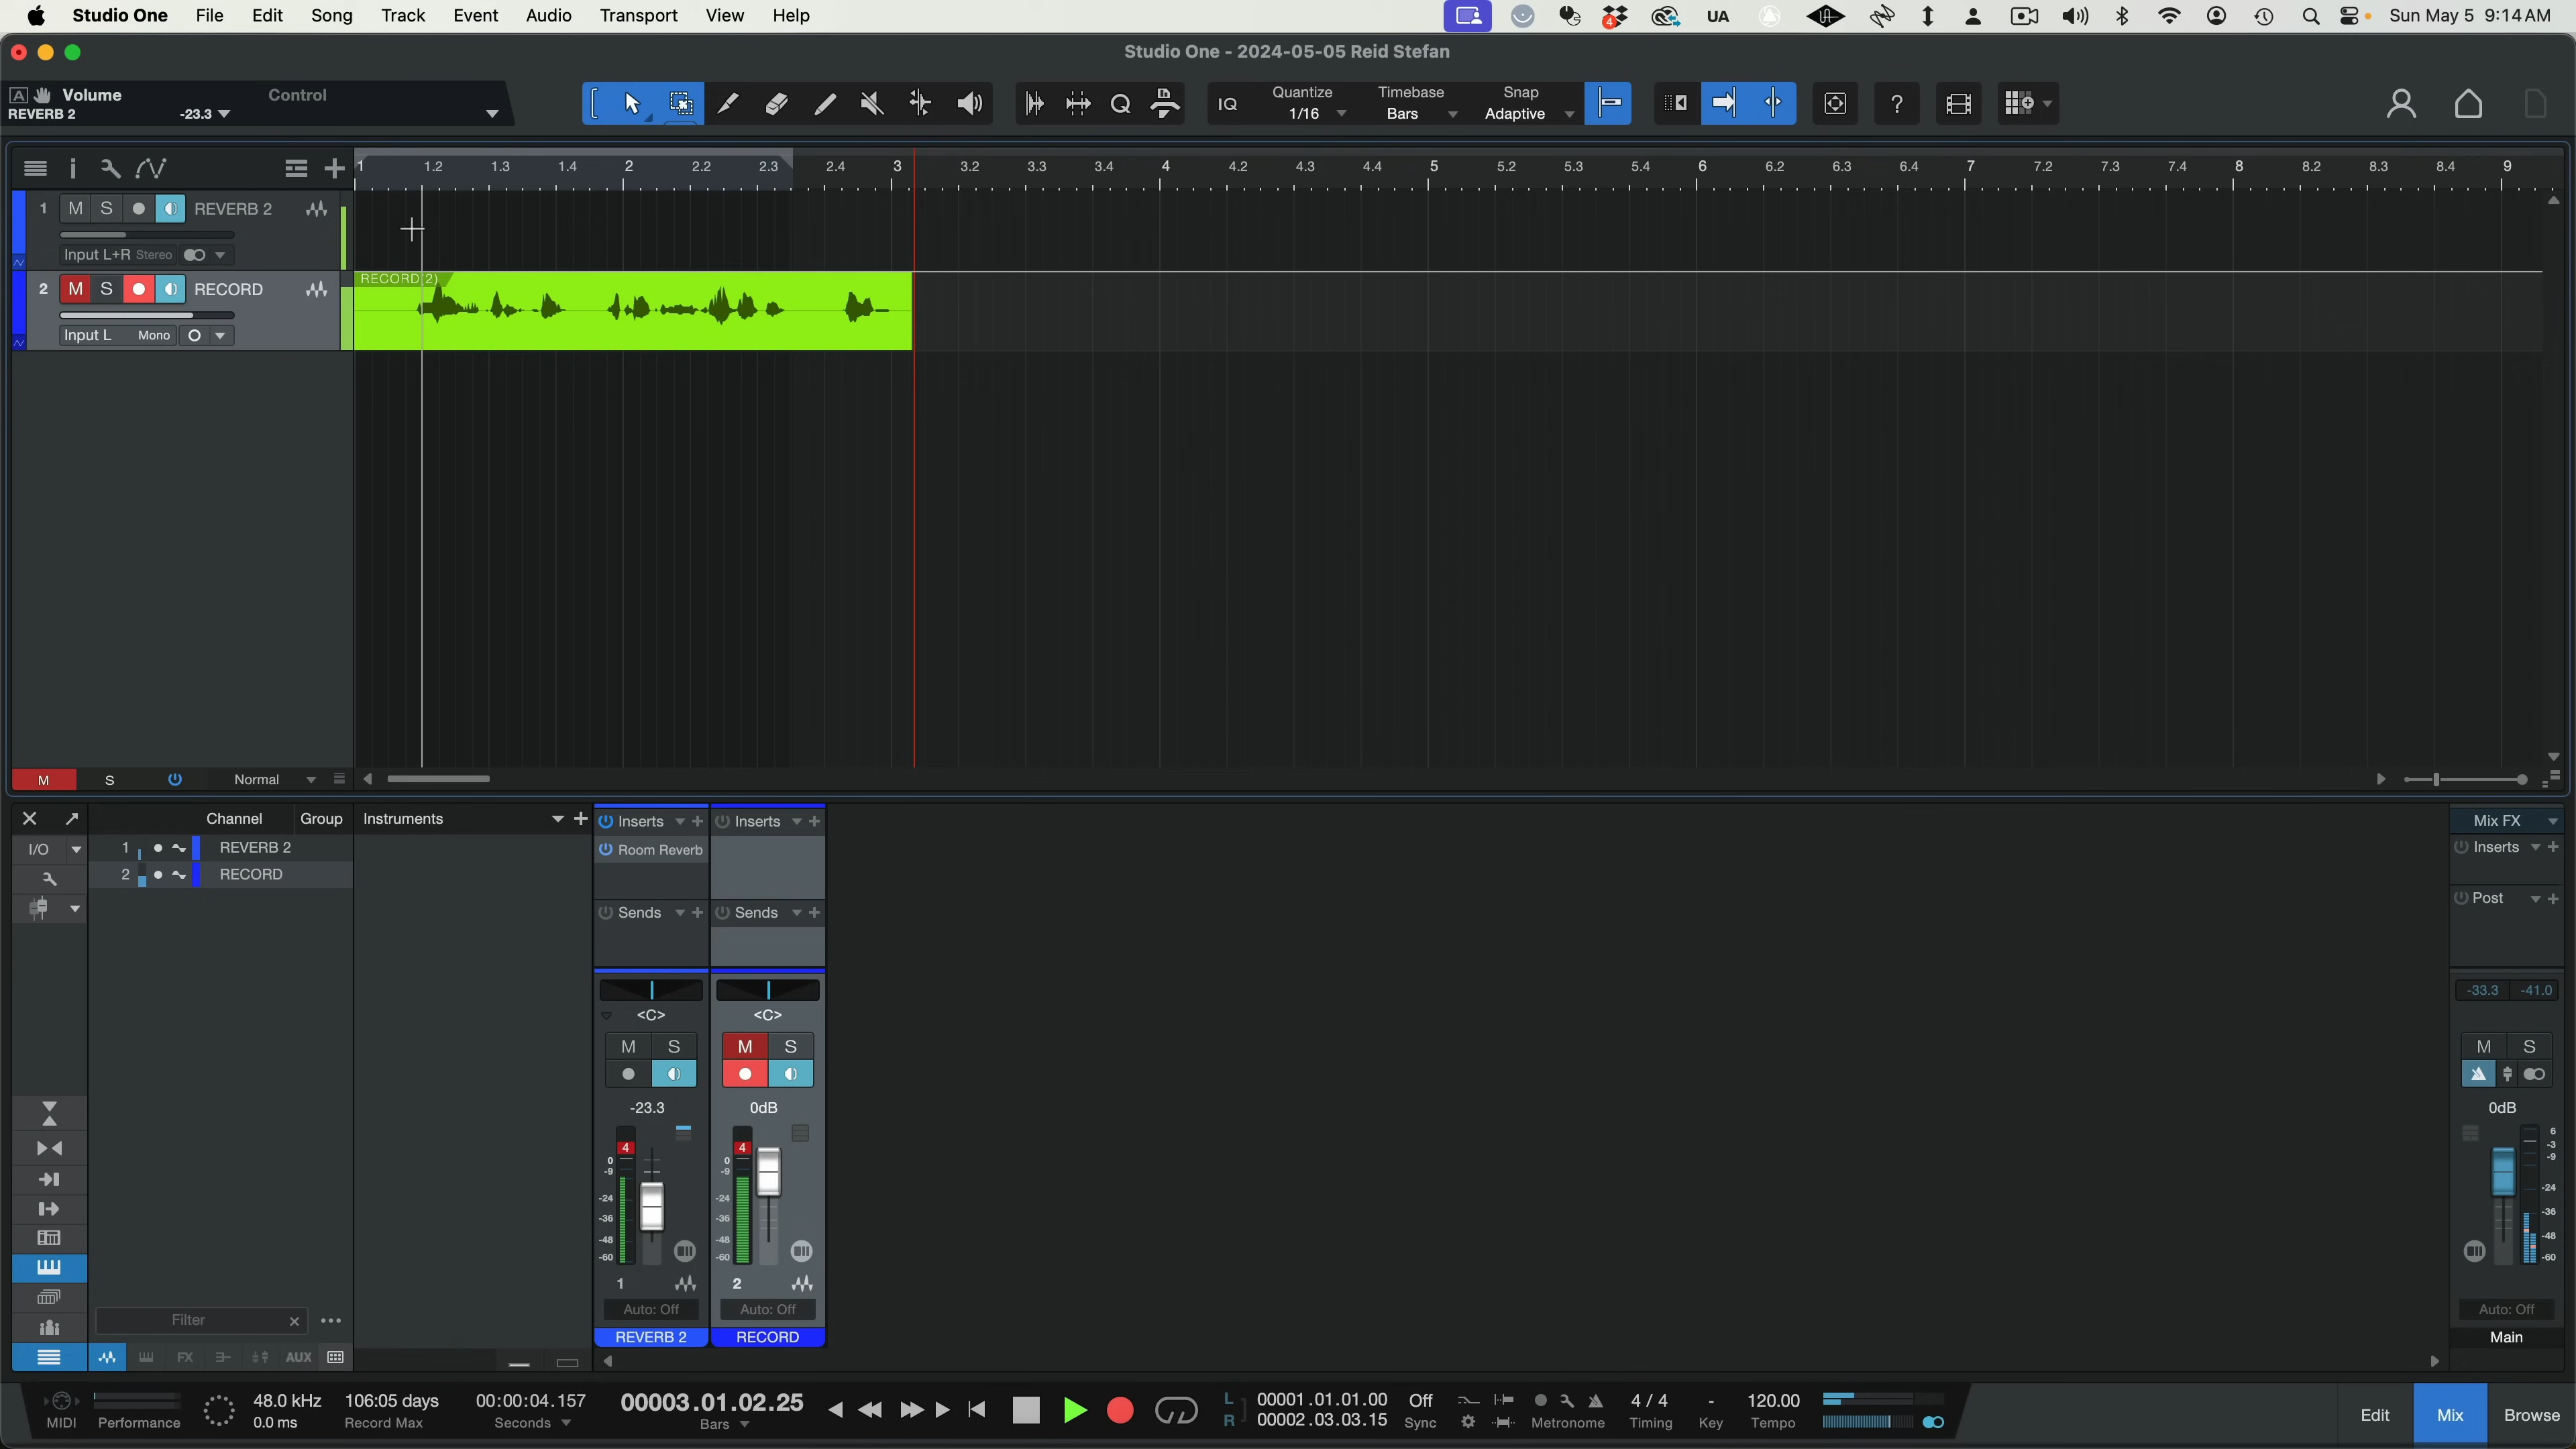 Studio One File Edit Song Track Event Audio Transport View Help 4 UA Sun May 5 9:14 AM
Studio One - 2024-05-05 Reid Stefan
A Volume Control
REVERB 2 -23.3
IQ Quantize Timebase Snap
1/16 Bars Adaptive
Q ?
1 1.2 1.3 1.4 2 2.2 2.3 2.4 3 3.2 3.3 3.4 4 4.2 4.3 4.4 5 5.2 5.3 5.4 6 6.2 6.3 6.4 7 7.2 7.3 7.4 8 8.2 8.3 8.4 9
1 M S REVERB 2
Input L+R Stereo
RECORD(2)
2 M S RECORD
Input L Mono
M S Normal
Channel Group Instruments Inserts Inserts Mix FX
I/O 1 REVERB 2 Room Reverb Inserts
2 RECORD
Sends Sends Post
-33.3 -41.0
<C> <C>
M S M S M S
-23.3 0dB 0dB
4 4
0 0 6
-9 -9 -3
-9
-24 -24 -24
-36 -36 -36
-48 -48 -48
-60 -60 -60
1 2
Auto: Off Auto: Off Auto: Off
Filter
REVERB 2 RECORD Main
FX AUX
48.0 kHz 106:05 days 00:00:04.157 00003.01.02.25 L 00001.01.01.00 Off 4 / 4 - 120.00
MIDI Performance 0.0 ms Record Max Seconds Bars R 00002.03.03.15 Sync Metronome Timing Key Tempo
Edit Mix Browse